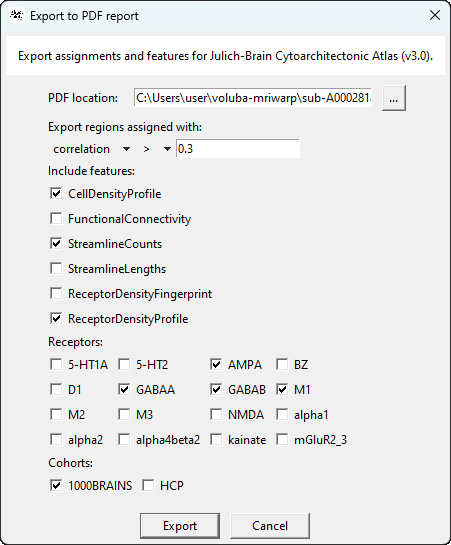 Export to PDF report
Export assignments and features for Julich-Brain Cytoarchitectonic Atlas (v3.0).
PDF location: C:\Users\user\voluba-mriwarp\sub-A000281 ...
Export regions assigned with:
correlation > 0.3
Include features:
CellDensityProfile
FunctionalConnectivity
StreamlineCounts
StreamlineLengths
ReceptorDensityFingerprint
ReceptorDensityProfile
Receptors:
5-HT1A 5-HT2 AMPA BZ
D1 GABAA GABAB M1
M2 M3 NMDA alpha1
alpha2 alpha4beta2 kainate mGluR2_3
Cohorts:
1000BRAINS HCP
Export Cancel